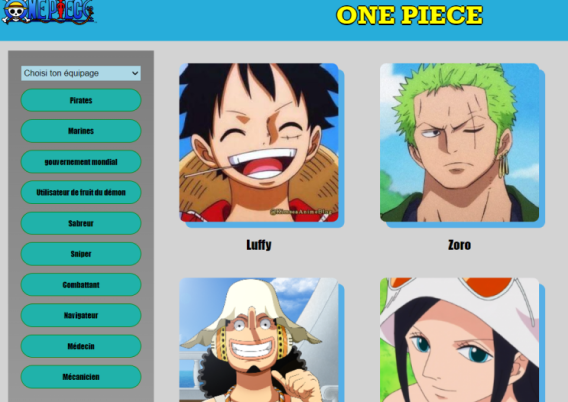 ONE PIECE
ONE PIECE
Choisi ton équipage
Pirates
Marines
gouvernement mondial
Utilisateur de fruit du démon
Sabreur
Sniper
Combattant
Navigateur
Médecin
Mécanicien
Luffy
Zoro